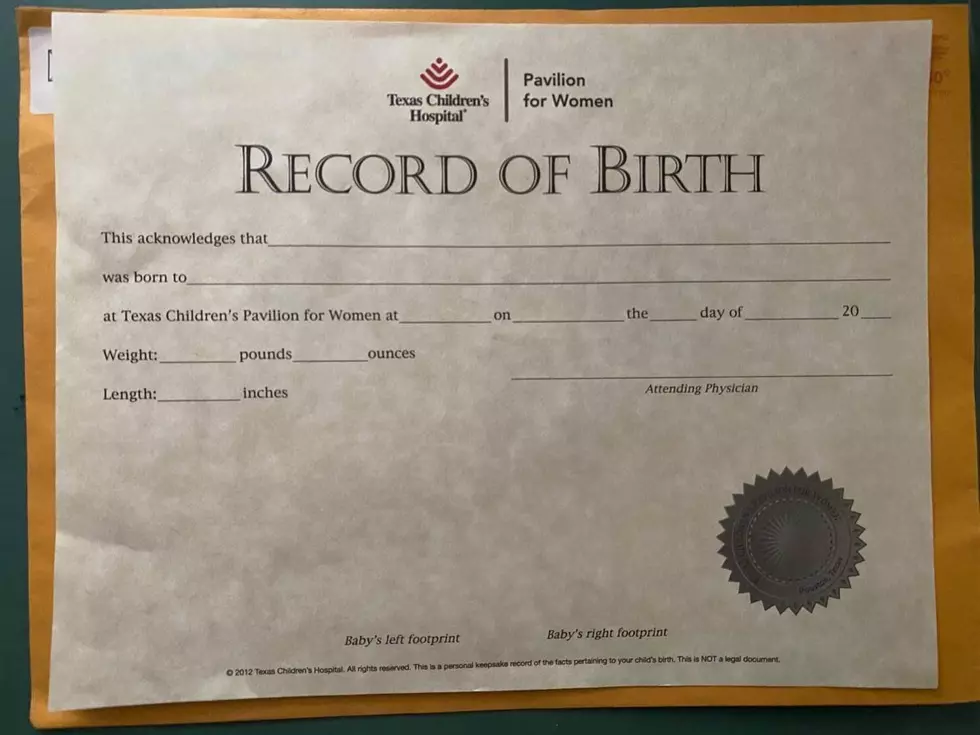 Texas Children's
Hospital®
Pavilion
for Women
RECORD OF BIRTH
This acknowledges that
was born to
at Texas Children's Pavilion for Women at on the day of 20
Weight: pounds ounces
Length: inches
Attending Physician
Houston, Texas
Baby's left footprint Baby's right footprint
© 2012 Texas Children's Hospital. All rights reserved. This is a personal keepsake record of the facts pertaining to your child's birth. This is NOT a legal document.